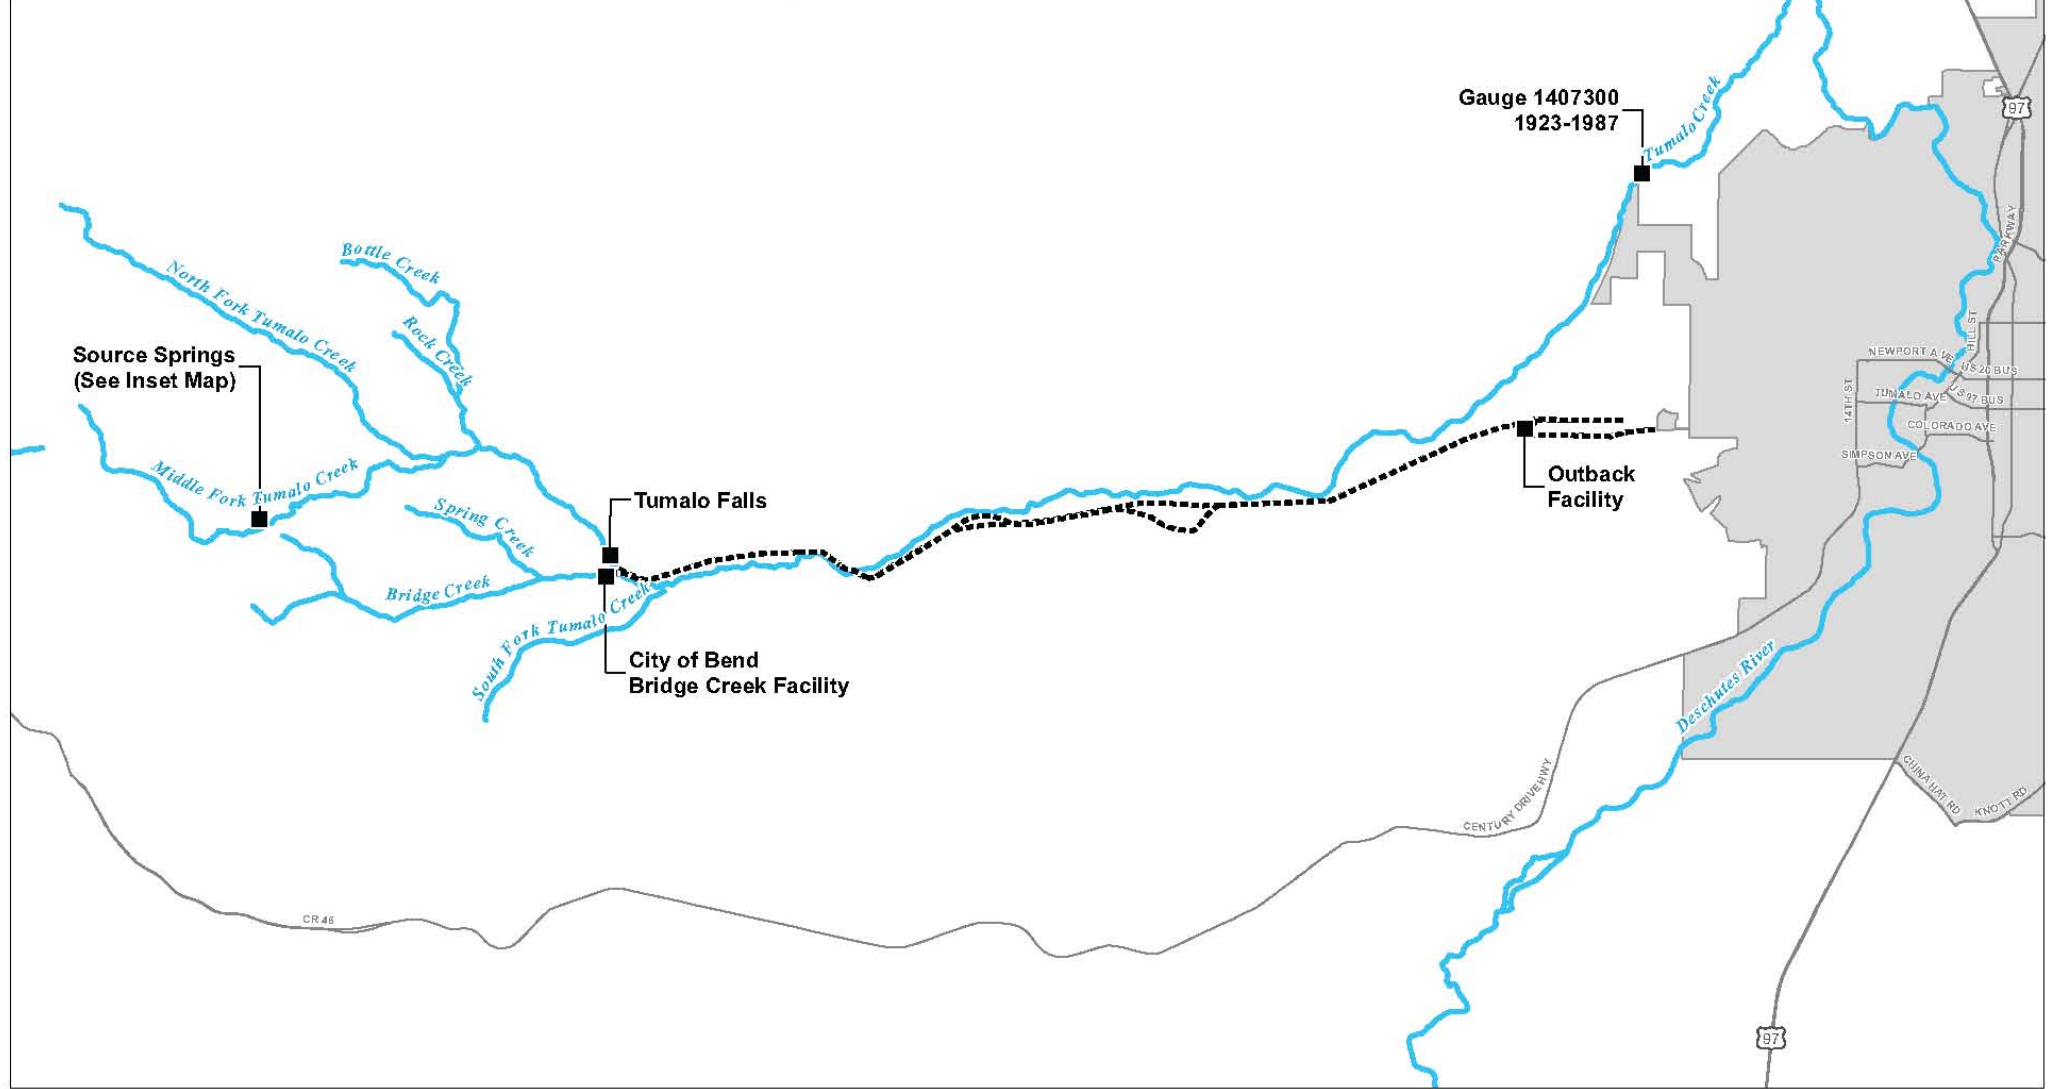 Gauge 1407300
1923-1987
Tumalo Creek
97
PARKWAY
Bottle Creek
North Fork Tumalo Creek
Rock Creek
Source Springs
(See Inset Map)
HILL ST
NEWPORT AVE
US 20 BUS
14TH ST
TUMALO AVE
US 97 BUS
COLORADO AVE
SIMPSON AVE
Middle Fork Tumalo Creek
Spring Creek
Tumalo Falls
Outback
Facility
Bridge Creek
South Fork Tumalo Creek
City of Bend
Bridge Creek Facility
Deschutes River
CENTURY DRIVE HWY
CHINA HAT RD
KNOTT RD
CR 46
97